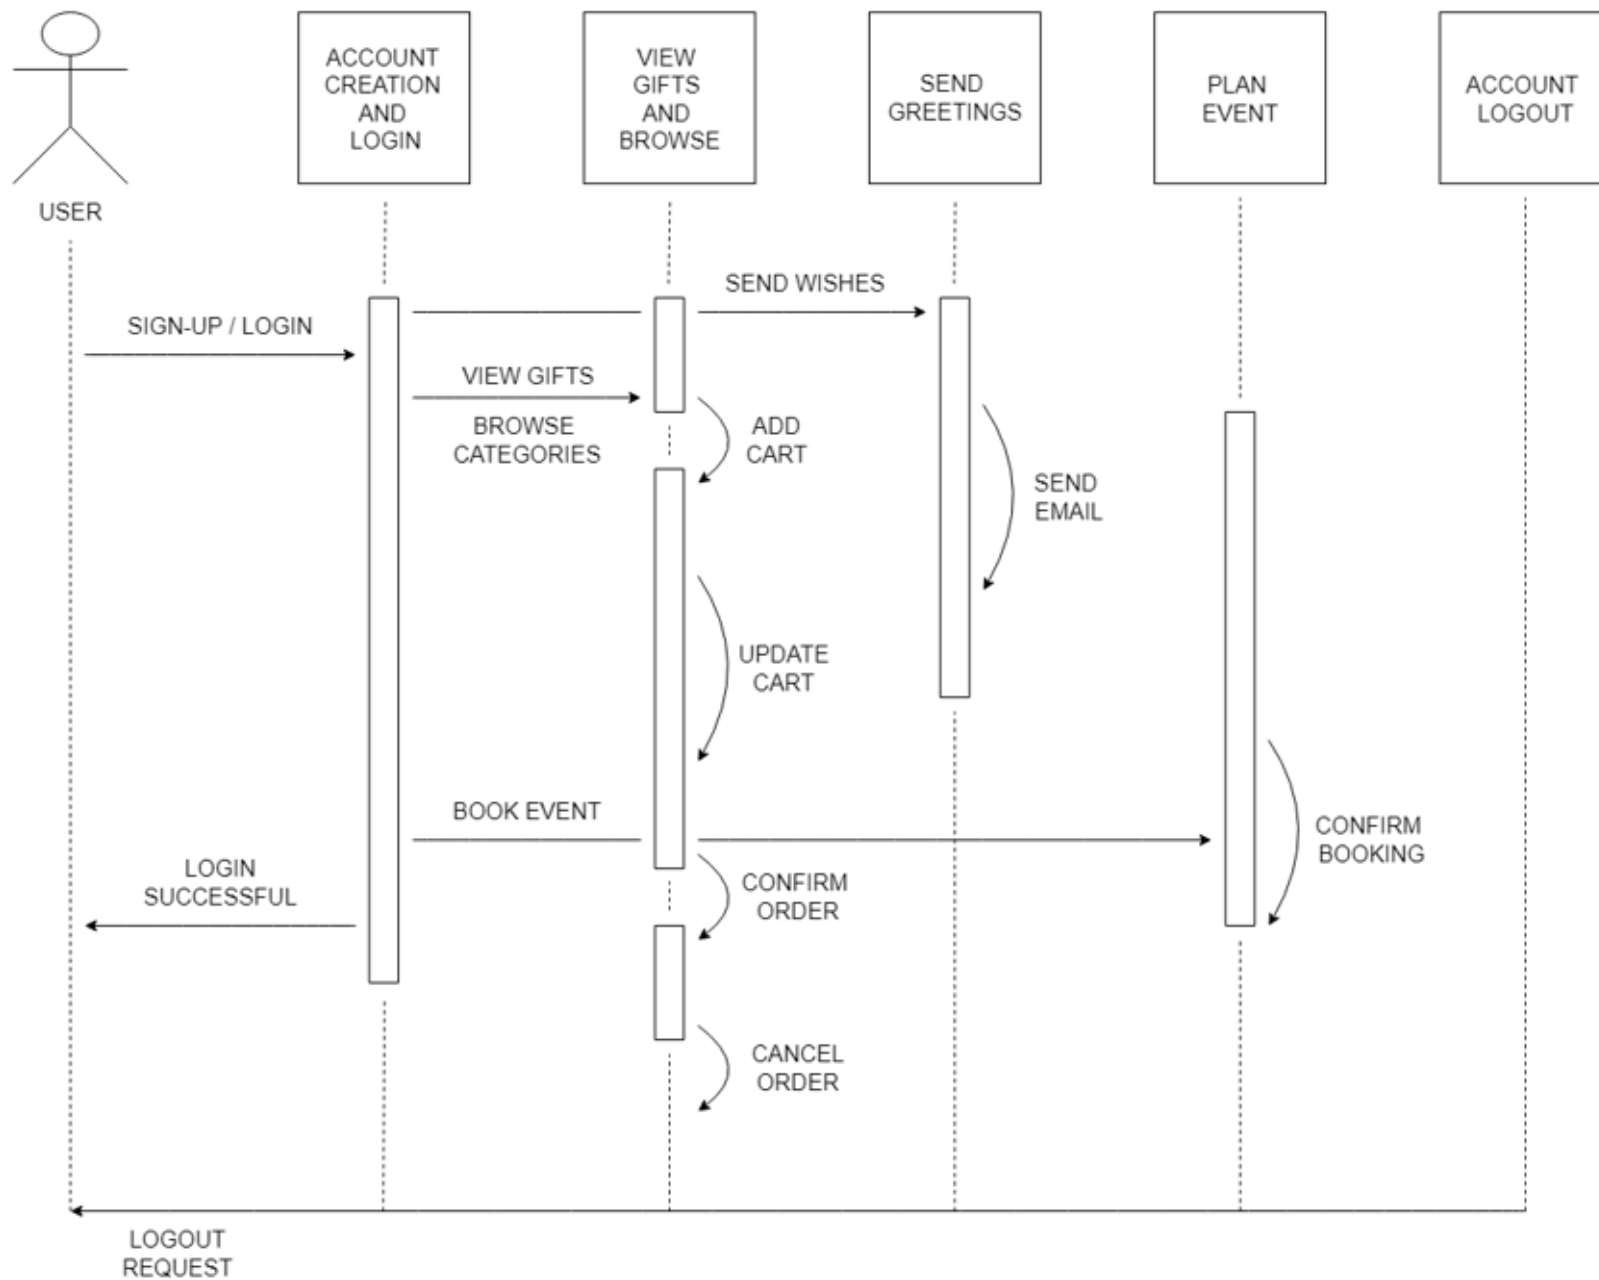 ACCOUNT
CREATION
AND
LOGIN
VIEW
GIFTS
AND
BROWSE
SEND
GREETINGS
PLAN
EVENT
ACCOUNT
LOGOUT
USER
SEND WISHES
SIGN-UP / LOGIN
VIEW GIFTS
BROWSE
CATEGORIES
ADD
CART
SEND
EMAIL
UPDATE
CART
BOOK EVENT
CONFIRM
BOOKING
LOGIN
SUCCESSFUL
CONFIRM
ORDER
CANCEL
ORDER
LOGOUT
REQUEST